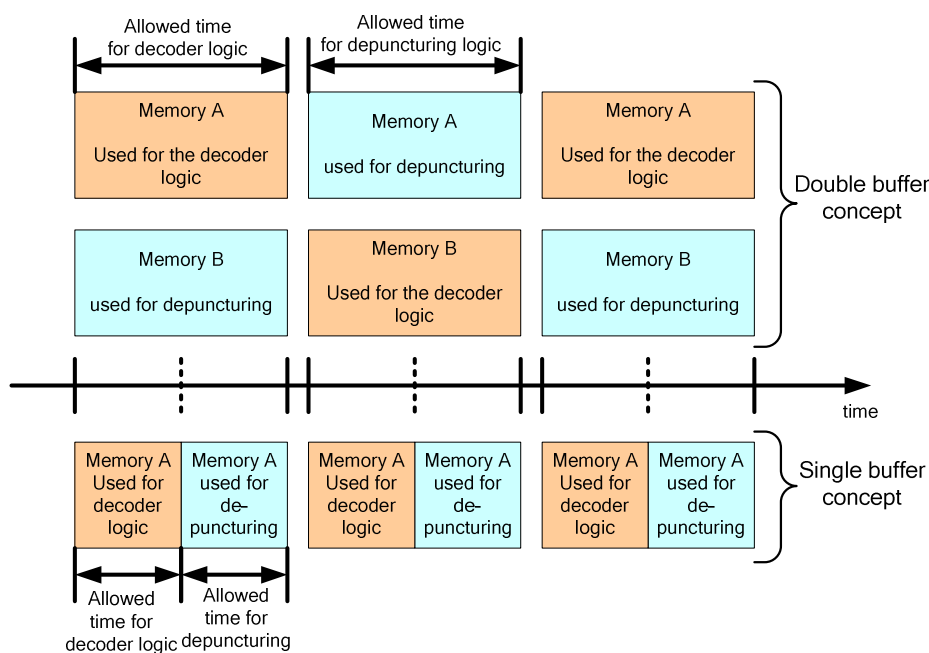 Allowed time
for decoder logic
Allowed time
for depuncturing logic
Memory A
Used for the decoder
logic
Memory A
used for depuncturing
Memory A
Used for the decoder
logic
Double buffer
concept
Memory B
used for depuncturing
Memory B
Used for the decoder
logic
Memory B
used for depuncturing
time
Memory A
Used for
decoder
logic
Memory A
used for
de-
puncturing
Memory A
Used for
decoder
logic
Memory A
used for
de-
puncturing
Memory A
Used for
decoder
logic
Memory A
used for
de-
puncturing
Single buffer
concept
Allowed
time for
decoder logic
Allowed
time for
depuncturing